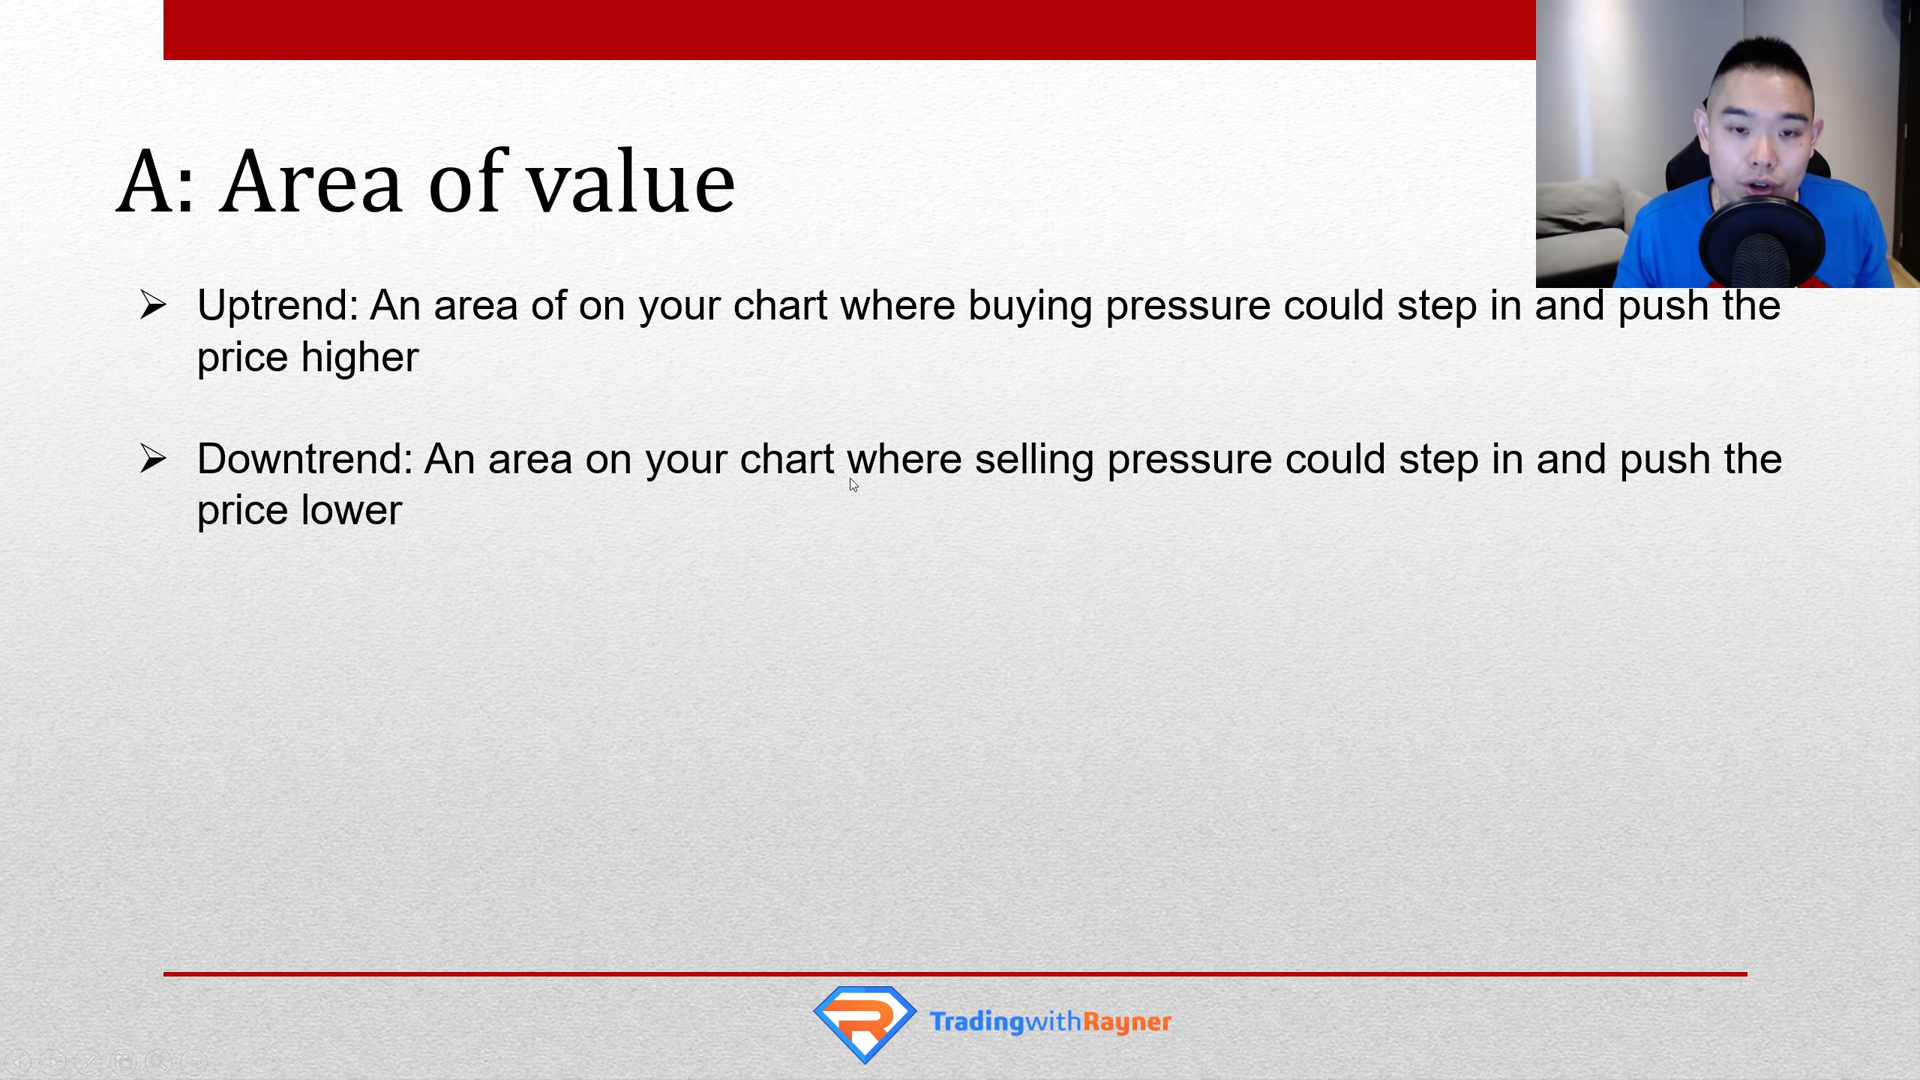 A: Area of value
Uptrend: An area of on your chart where buying pressure could step in and push the
price higher
Downtrend: An area on your chart where selling pressure could step in and push the
price lower
TradingwithRayner